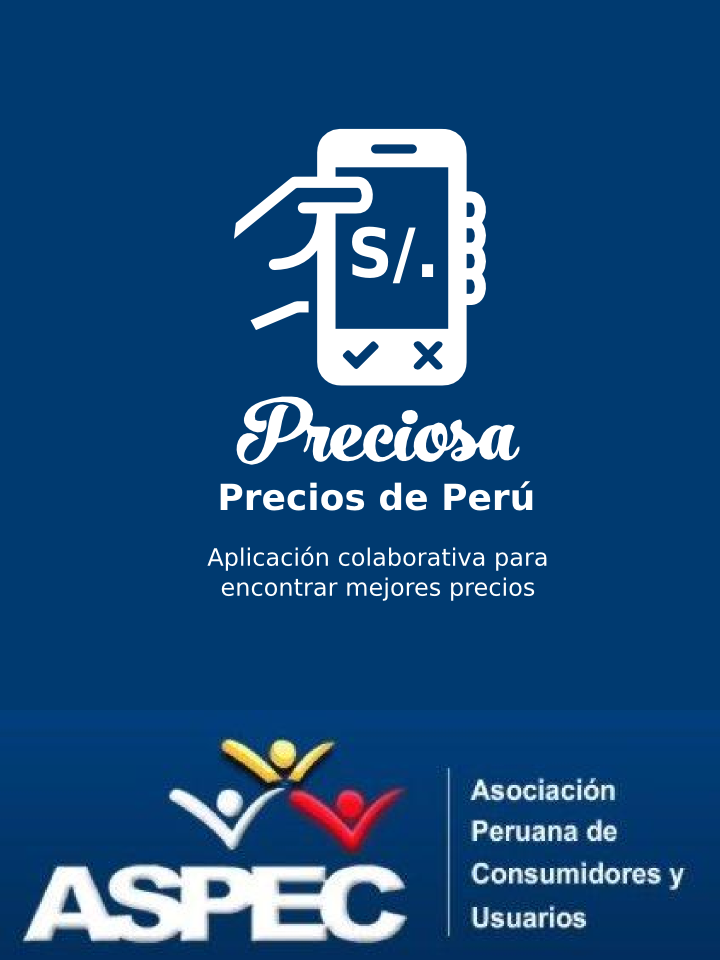 S/.
Preciosa
Precios de Perú
Aplicación colaborativa para
encontrar mejores precios
ASPEC
Asociación
Peruana de
Consumidores y
Usuarios